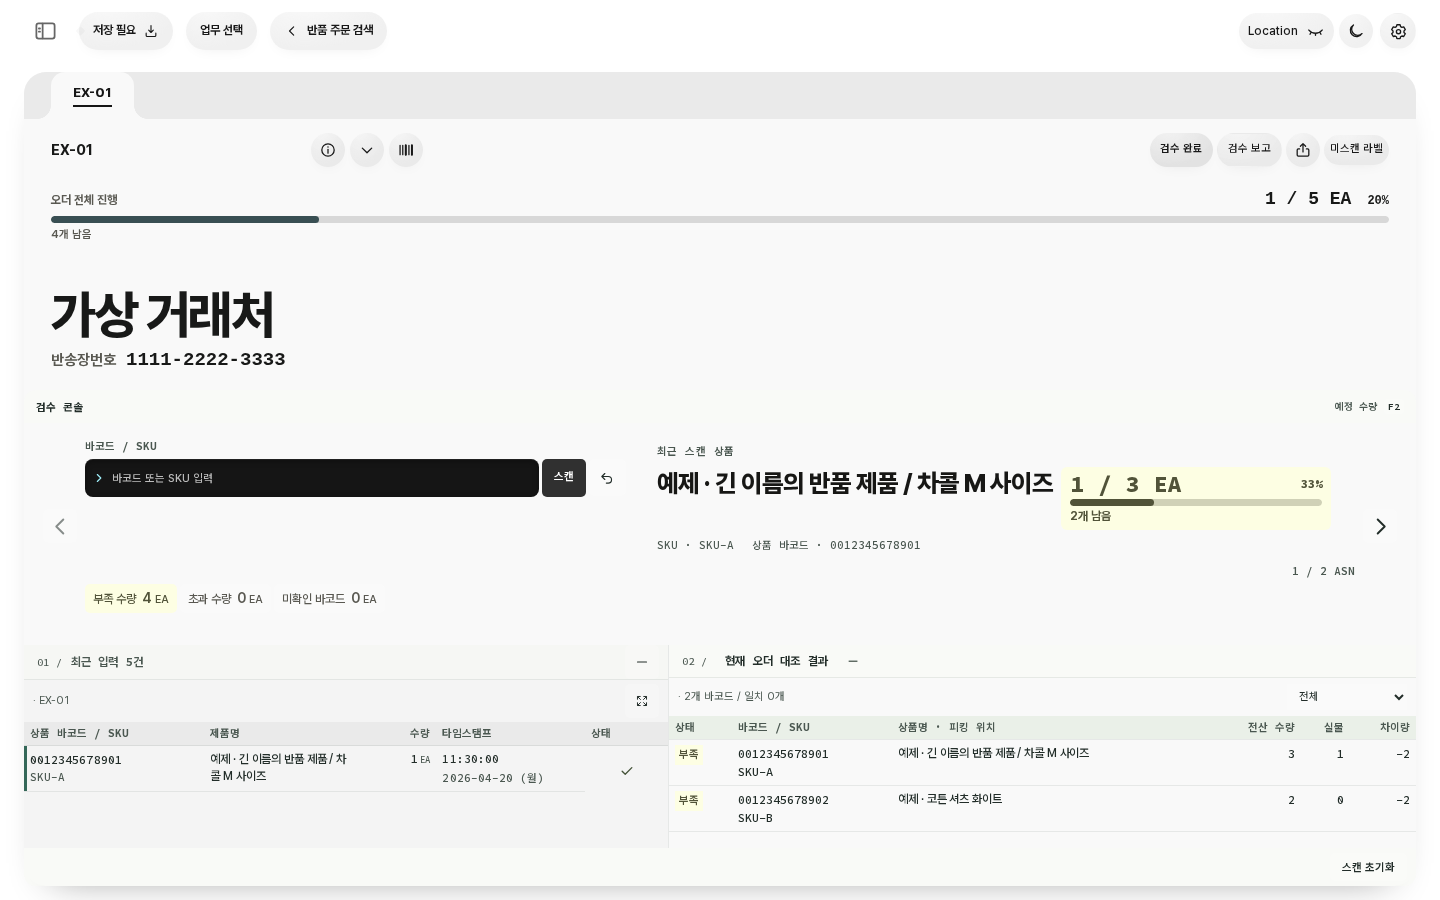 저장 필요
업무 선택
반품 주문 검색
Location
EX-01
EX-01
검수 완료
검수 보고
미스캔 라벨
오더 전체 진행
1 / 5 EA 20%
4개 남음
가상 거래처
반송장번호 1111-2222-3333
검수 콘솔
예정 수량 F2
바코드 / SKU
바코드 또는 SKU 입력
스캔
최근 스캔 상품
예제 · 긴 이름의 반품 제품 / 차콜 M 사이즈
1 / 3 EA 33%
2개 남음
SKU · SKU-A 상품 바코드 · 0012345678901
1 / 2 ASN
부족 수량 4 EA
초과 수량 0 EA
미확인 바코드 0 EA
01 / 최근 입력 5건
· EX-01
상품 바코드 / SKU 제품명 수량 타임스탬프 상태
0012345678901 예제 · 긴 이름의 반품 제품 / 차 1 EA 11:30:00
SKU-A 콜 M 사이즈 2026-04-20 (월)
02 / 현재 오더 대조 결과
· 2개 바코드 / 일치 0개
전체
상태 바코드 / SKU 상품명 · 피킹 위치 전산 수량 실물 차이량
부족 0012345678901 예제 · 긴 이름의 반품 제품 / 차콜 M 사이즈 3 1 -2
SKU-A
부족 0012345678902 예제 · 코튼 셔츠 화이트 2 0 -2
SKU-B
스캔 초기화